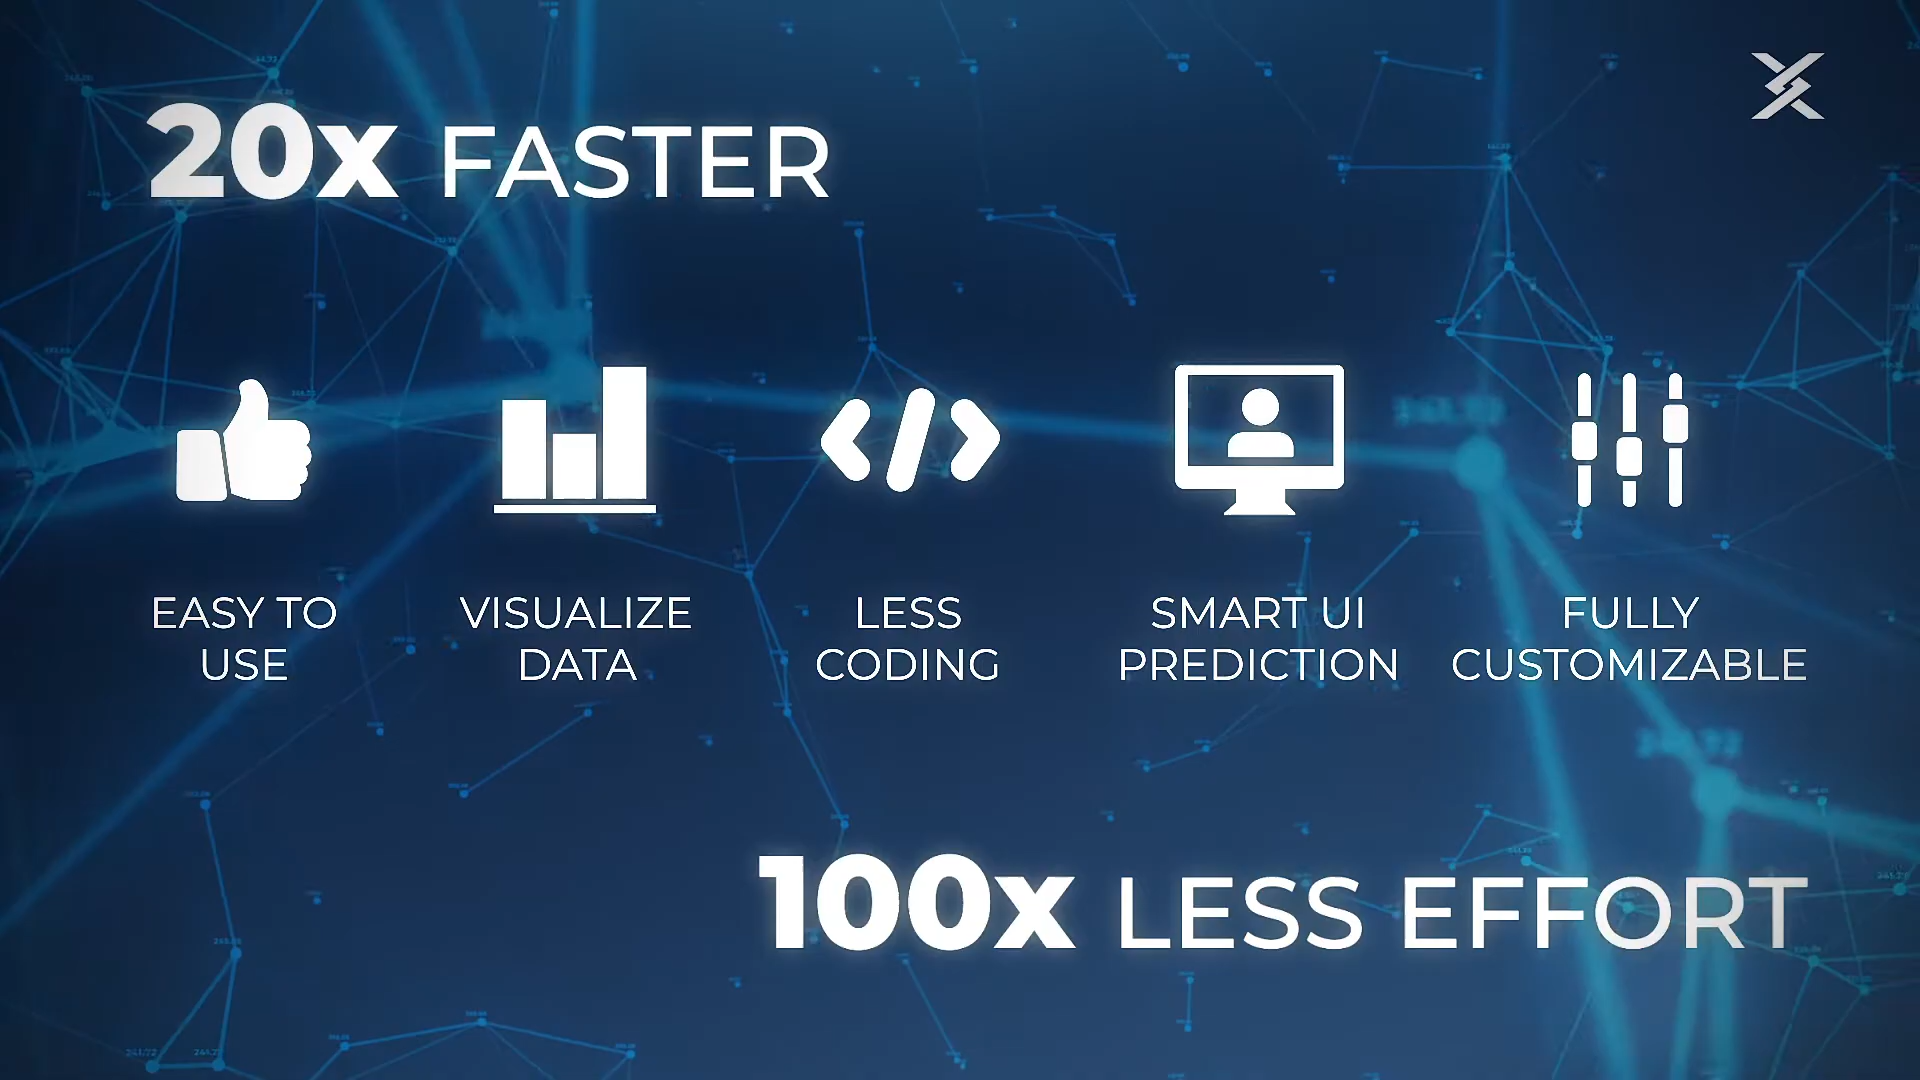 20x FASTER
EASY TO
USE
VISUALIZE
DATA
LESS
CODING
SMART UI
PREDICTION
FULLY
CUSTOMIZABLE
100x LESS EFFORT